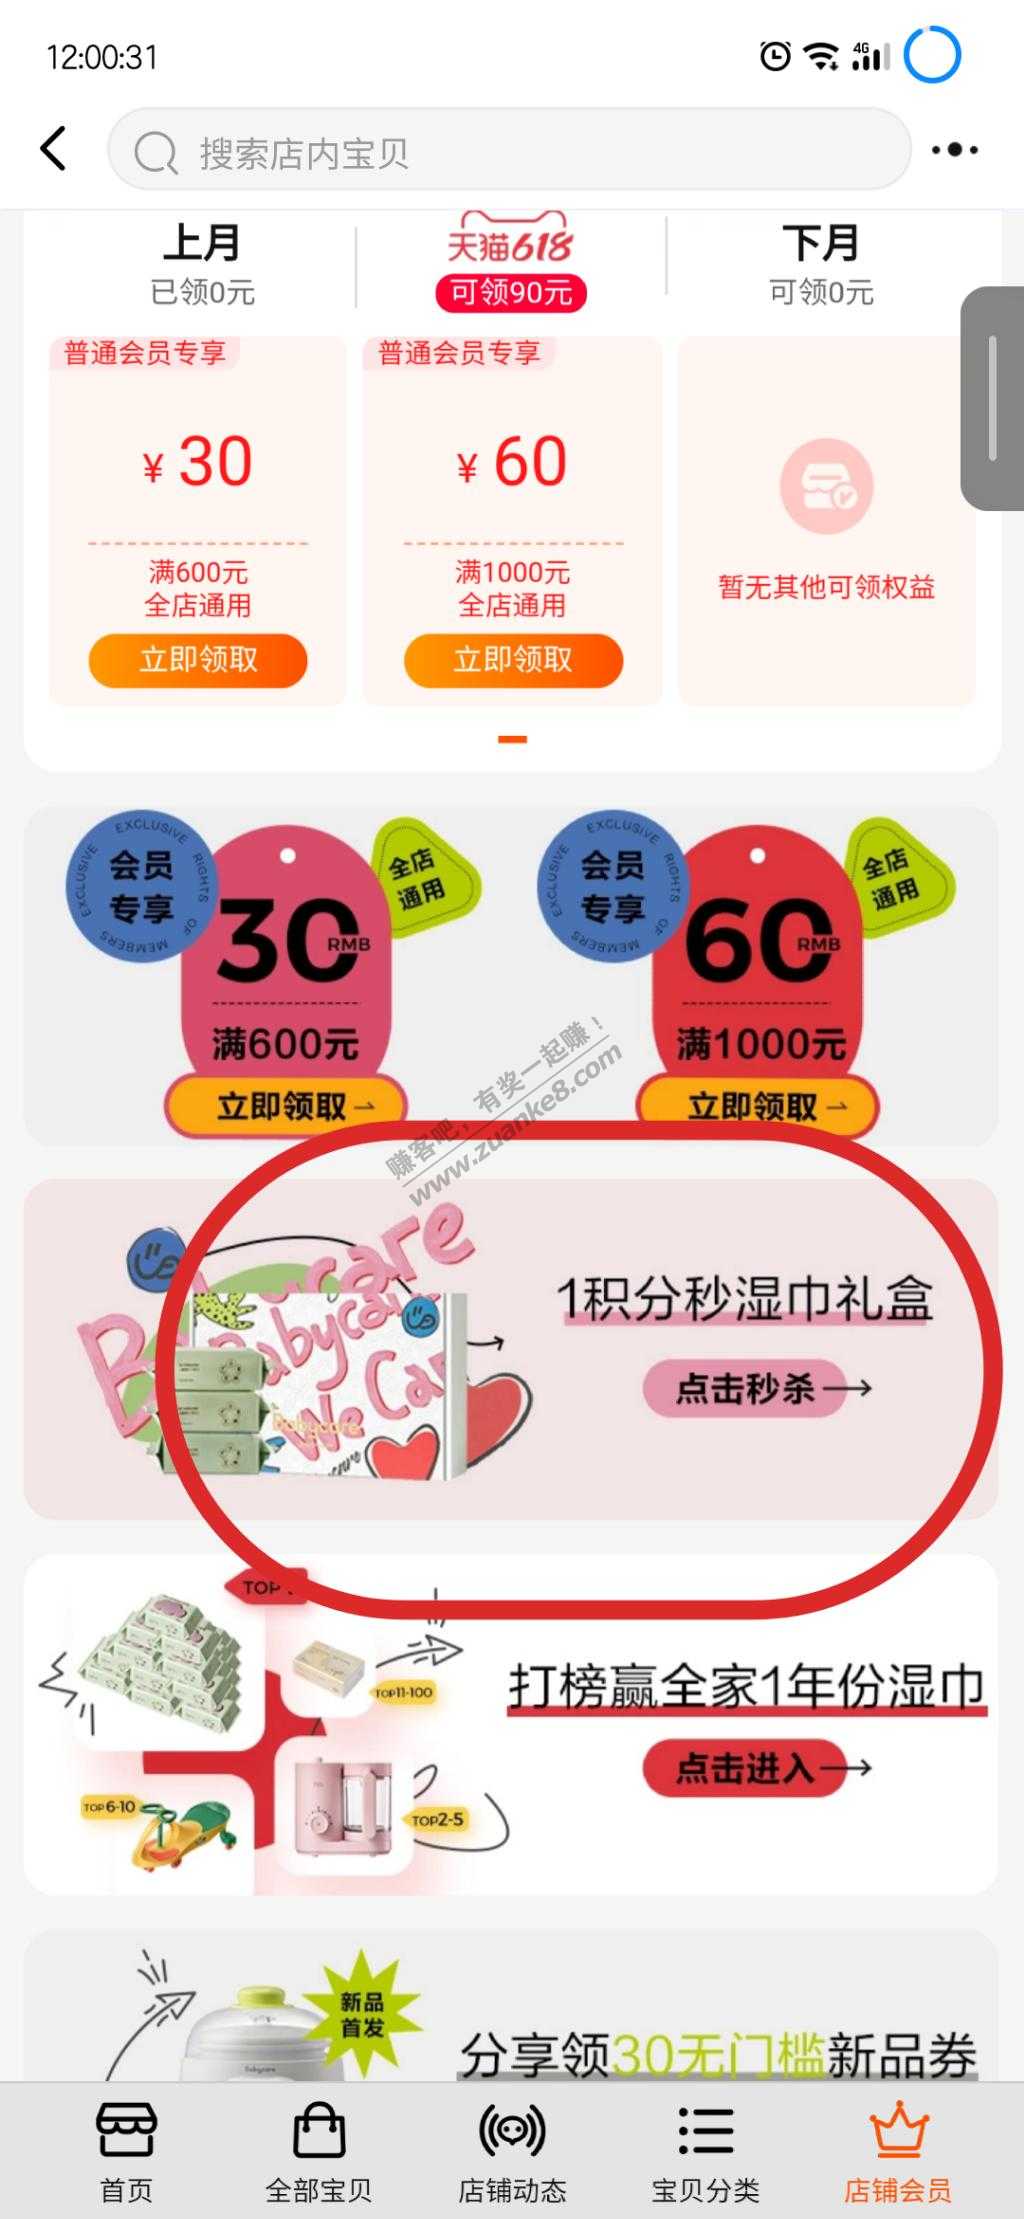 12:00:31
4G
搜索店内宝贝
上月
天猫618
下月
已领0元
可领90元
可领0元
普通会员专享
普通会员专享
¥ 30
¥ 60
满600元
满1000元
暂无其他可领权益
全店通用
全店通用
立即领取
立即领取
EXCLUSIVE RIGHTS OF MEMBERS EXCLUSIVE
会员
专享
30
RMB
全店
通用
满600元
立即领取
EXCLUSIVE RIGHTS OF MEMBERS EXCLUSIVE
会员
专享
60
RMB
全店
通用
满1000元
立即领取
赚客吧，有奖一起赚！
www.zuanke8.com
Babycare
We Care
Babycare
1积分秒湿巾礼盒
点击秒杀
TOP
TOP11-100
打榜赢全家1年份湿巾
点击进入
TOP6-10
TOP2-5
新品
首发
Babycare
分享领30无门槛新品券
首页
全部宝贝
店铺动态
宝贝分类
店铺会员